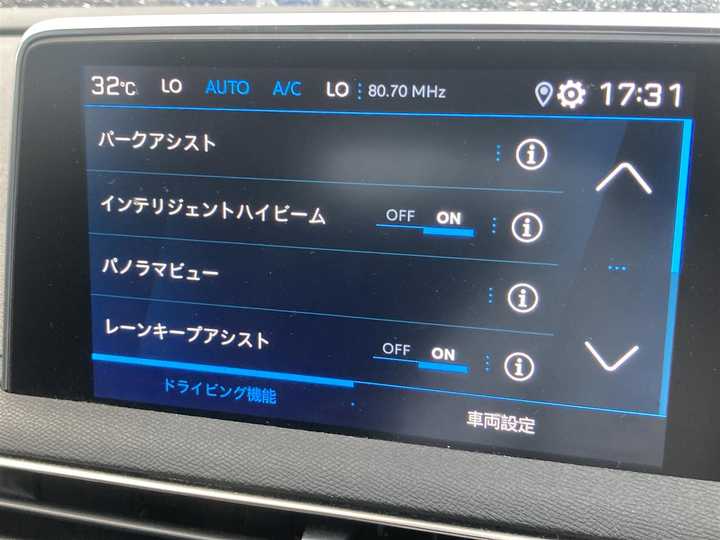 32℃ LO AUTO A/C LO 80.70 MHz 17:31
パークアシスト
インテリジェントハイビーム OFF ON
パノラマビュー
レーンキープアシスト OFF ON
ドライビング機能 車両設定